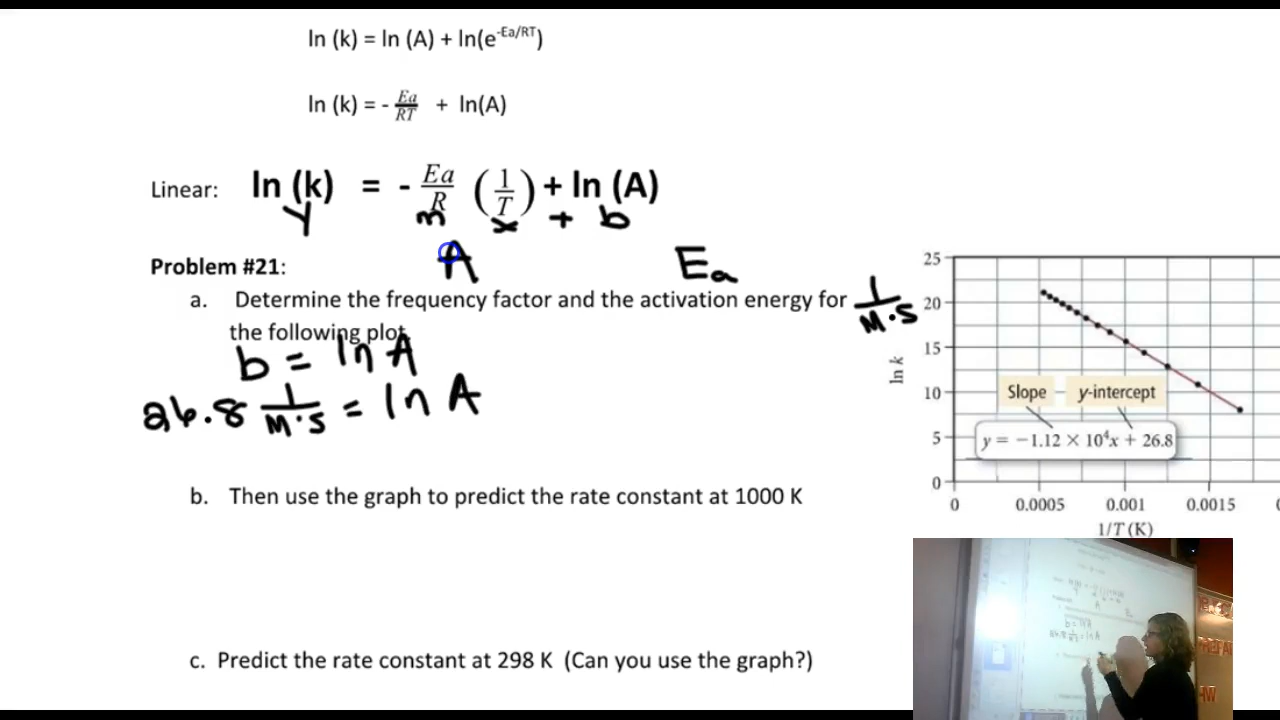 ln (k) = ln (A) + ln(e^-Ea/RT)
ln (k) = - Ea/RT + ln(A)
Linear: ln (k) = - Ea/R (1/T) + ln (A)
y m x + b
Problem #21: A Ea
a. Determine the frequency factor and the activation energy for
the following plot.
1/M·s
b = ln A
26.8 1/M·s = ln A
b. Then use the graph to predict the rate constant at 1000 K
c. Predict the rate constant at 298 K (Can you use the graph?)
25
20
15
10
5
0
ln k
Slope y-intercept
y = −1.12 × 10⁴x + 26.8
0 0.0005 0.001 0.0015
1/T (K)